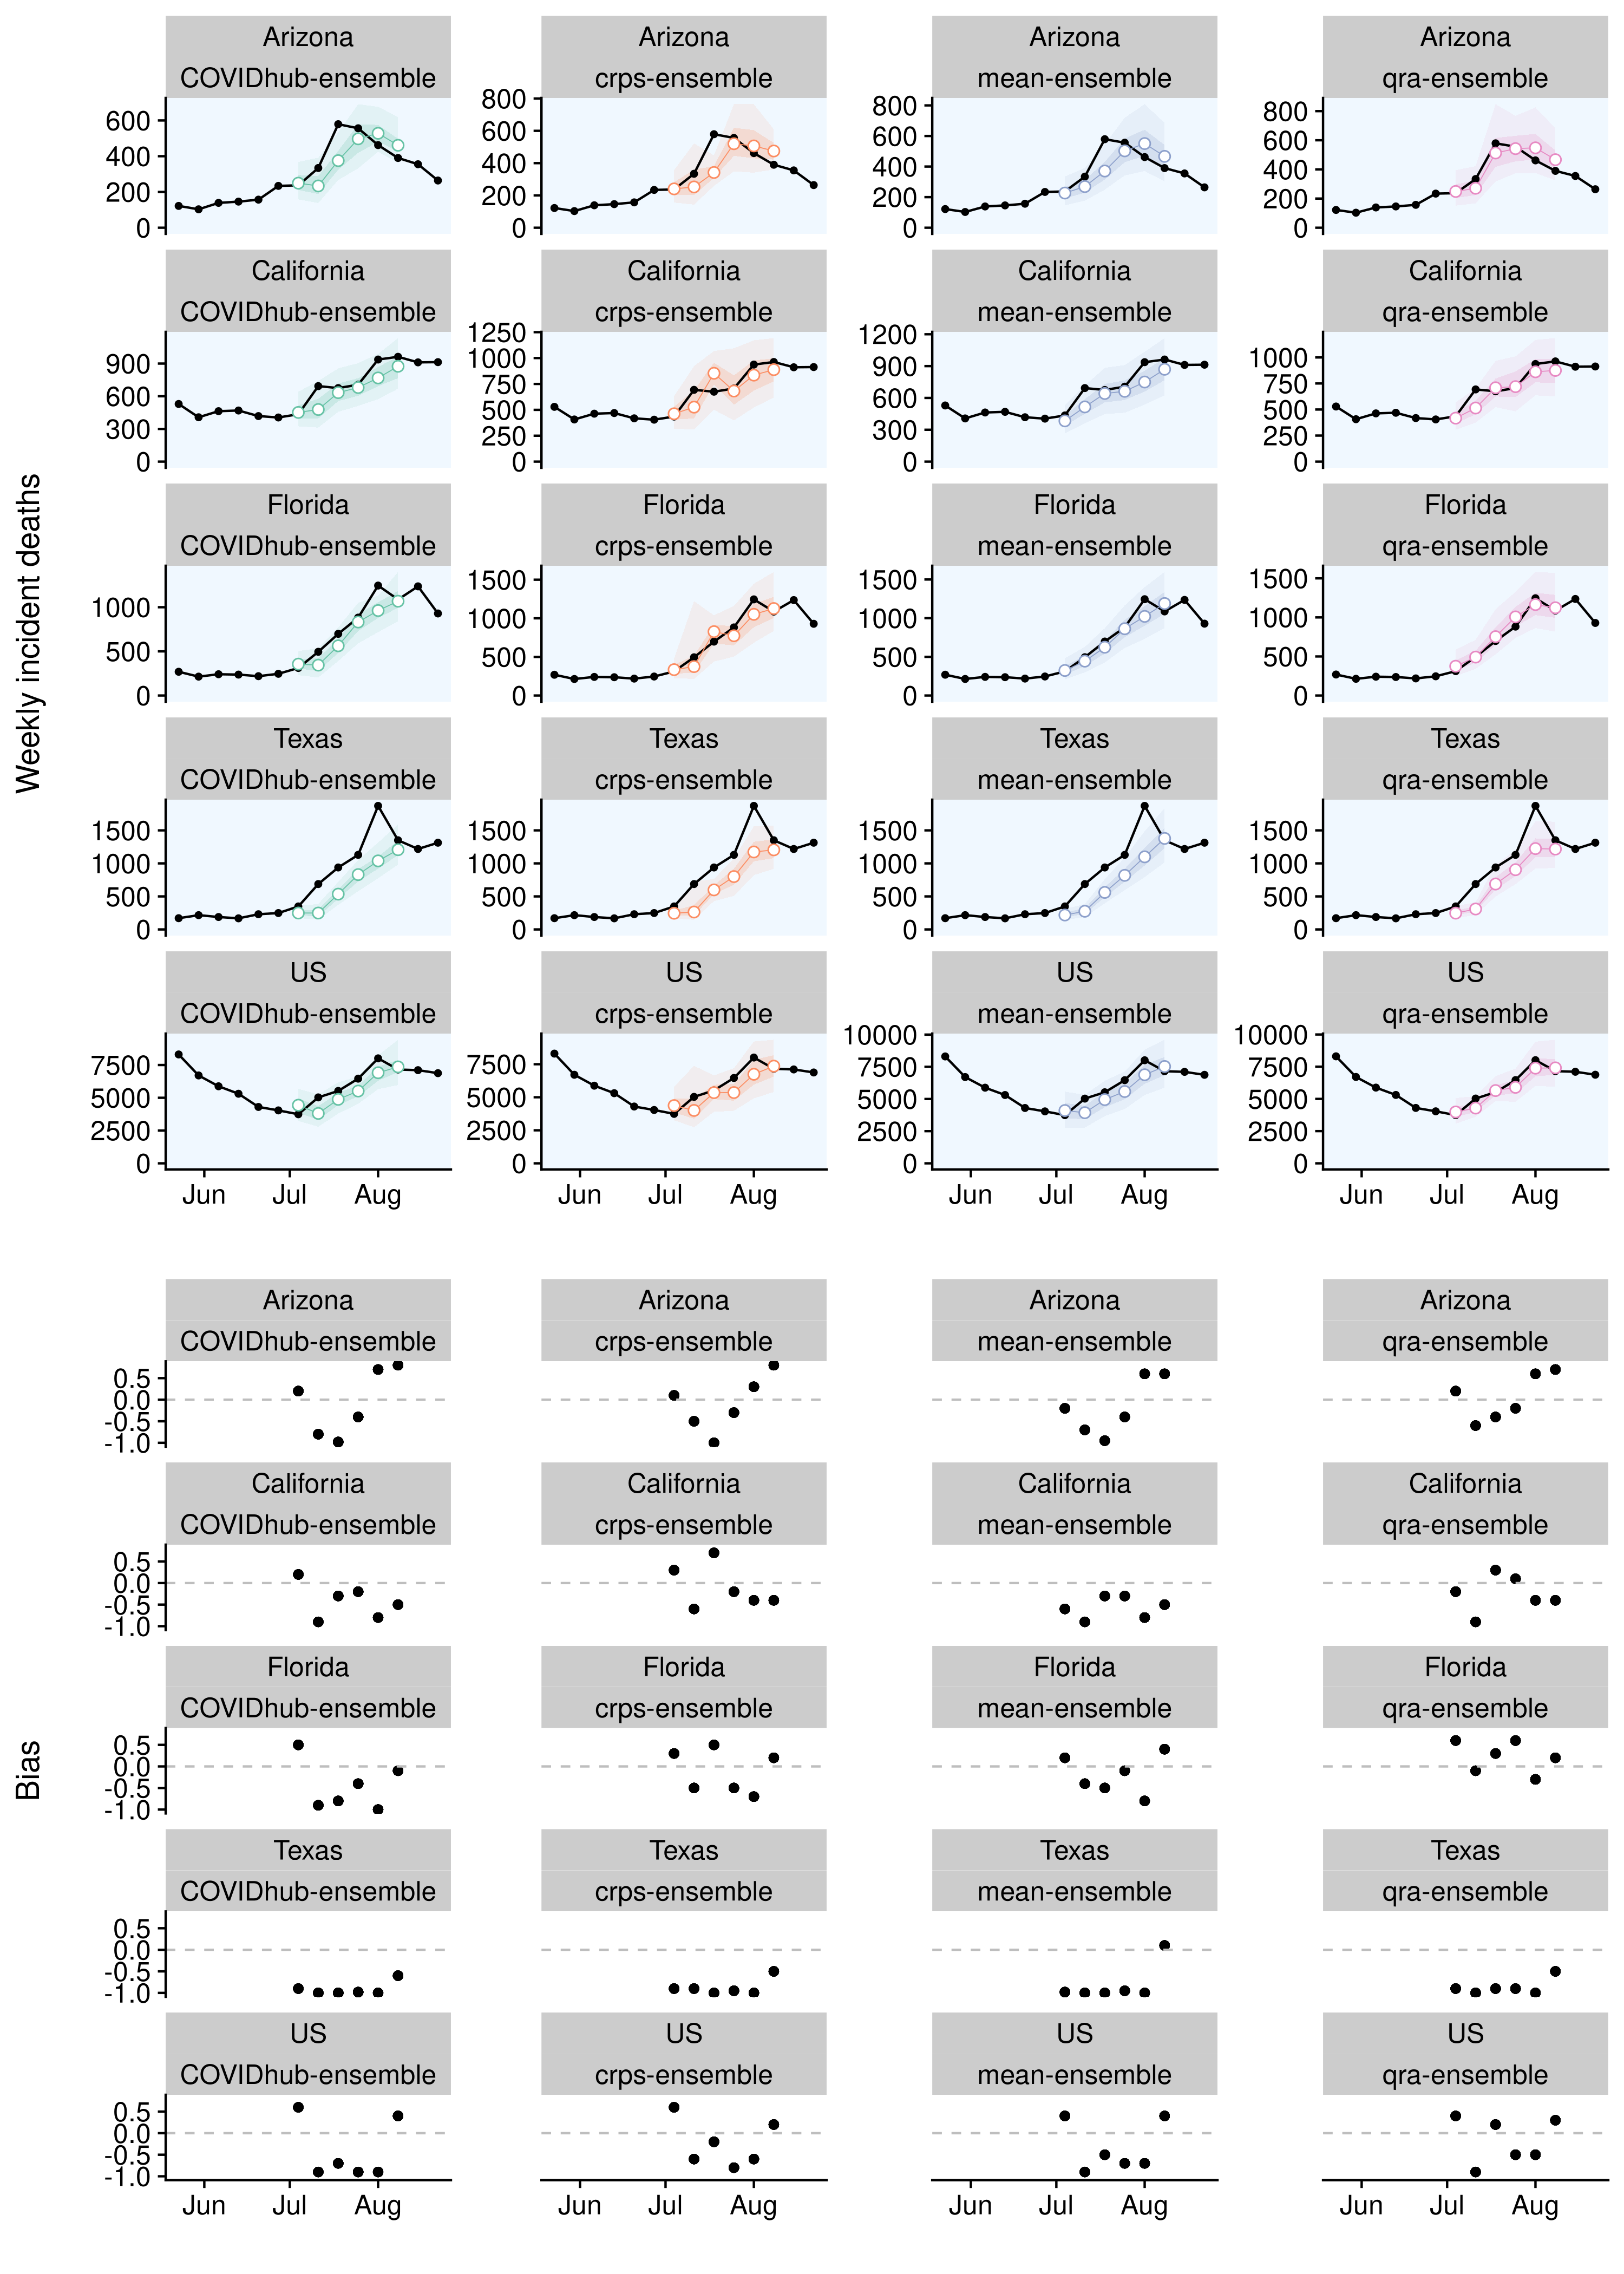 Weekly incident deaths
Arizona Arizona Arizona Arizona
COVIDhub-ensemble crps-ensemble mean-ensemble qra-ensemble
600 400 200 0
800 600 400 200 0
800 600 400 200 0
800 600 400 200 0
California California California California
COVIDhub-ensemble crps-ensemble mean-ensemble qra-ensemble
900 600 300 0
1250 1000 750 500 250 0
1200 900 600 300 0
1000 750 500 250 0
Florida Florida Florida Florida
COVIDhub-ensemble crps-ensemble mean-ensemble qra-ensemble
1000 500 0
1500 1000 500 0
1500 1000 500 0
1500 1000 500 0
Texas Texas Texas Texas
COVIDhub-ensemble crps-ensemble mean-ensemble qra-ensemble
1500 1000 500 0
1500 1000 500 0
1500 1000 500 0
1500 1000 500 0
US US US US
COVIDhub-ensemble crps-ensemble mean-ensemble qra-ensemble
7500 5000 2500 0
7500 5000 2500 0
10000 7500 5000 2500 0
10000 7500 5000 2500 0
Jun Jul Aug Jun Jul Aug Jun Jul Aug Jun Jul Aug
Bias
Arizona Arizona Arizona Arizona
COVIDhub-ensemble crps-ensemble mean-ensemble qra-ensemble
0.5
0.0
-0.5
-1.0
California California California California
COVIDhub-ensemble crps-ensemble mean-ensemble qra-ensemble
0.5
0.0
-0.5
-1.0
Florida Florida Florida Florida
COVIDhub-ensemble crps-ensemble mean-ensemble qra-ensemble
0.5
0.0
-0.5
-1.0
Texas Texas Texas Texas
COVIDhub-ensemble crps-ensemble mean-ensemble qra-ensemble
0.5
0.0
-0.5
-1.0
US US US US
COVIDhub-ensemble crps-ensemble mean-ensemble qra-ensemble
0.5
0.0
-0.5
-1.0
Jun Jul Aug Jun Jul Aug Jun Jul Aug Jun Jul Aug